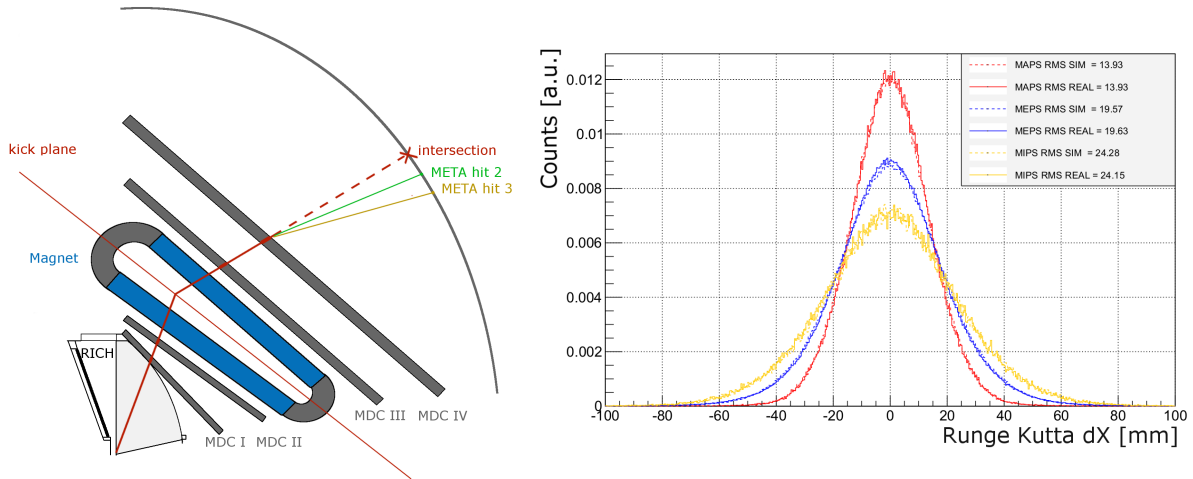 kick plane
intersection
META hit 2
META hit 3
Magnet
RICH
MDC III
MDC IV
MDC I
MDC II
Counts [a.u.]
0.012
0.01
0.008
0.006
0.004
0.002
0
-100
-80
-60
-40
-20
0
20
40
60
80
100
Runge Kutta dX [mm]
MAPS RMS SIM = 13.93
MAPS RMS REAL = 13.93
MEPS RMS SIM = 19.57
MEPS RMS REAL = 19.63
MIPS RMS SIM = 24.28
MIPS RMS REAL = 24.15